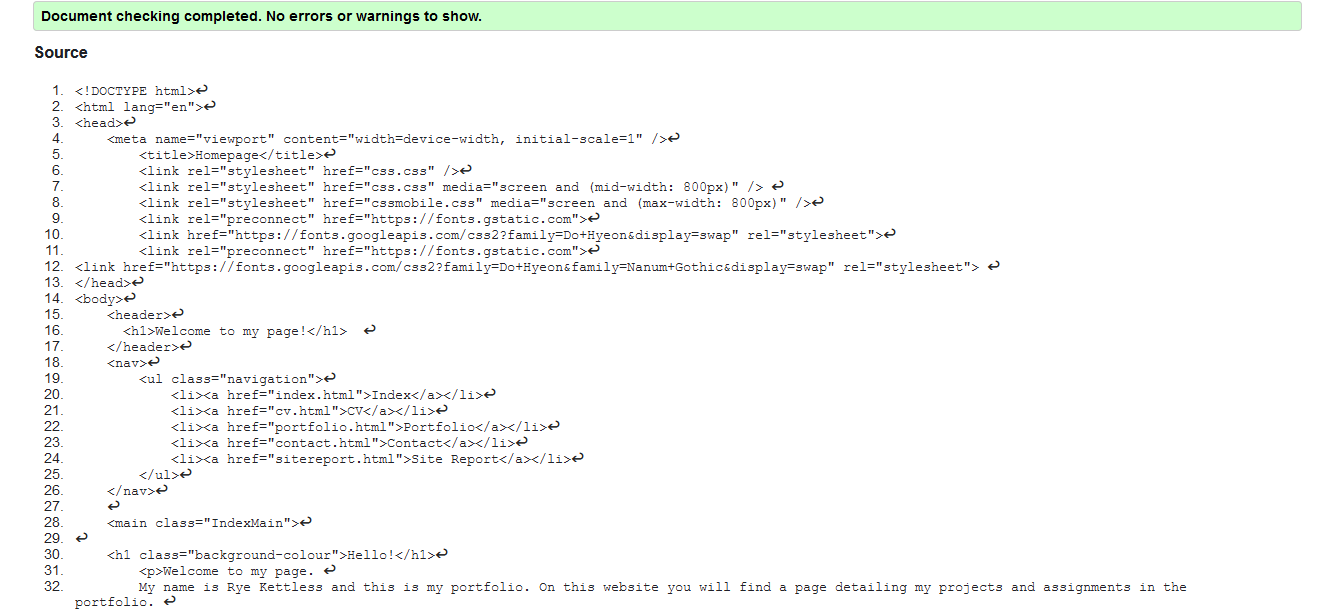 Document checking completed. No errors or warnings to show.
Source
1. <!DOCTYPE html>↩
2. <html lang="en">↩
3. <head>↩
4.     <meta name="viewport" content="width=device-width, initial-scale=1" />↩
5.         <title>Homepage</title>↩
6.         <link rel="stylesheet" href="css.css" />↩
7.         <link rel="stylesheet" href="css.css" media="screen and (mid-width: 800px)" /> ↩
8.         <link rel="stylesheet" href="cssmobile.css" media="screen and (max-width: 800px)" />↩
9.         <link rel="preconnect" href="https://fonts.gstatic.com">↩
10.         <link href="https://fonts.googleapis.com/css2?family=Do+Hyeon&display=swap" rel="stylesheet">↩
11.         <link rel="preconnect" href="https://fonts.gstatic.com">↩
12. <link href="https://fonts.googleapis.com/css2?family=Do+Hyeon&family=Nanum+Gothic&display=swap" rel="stylesheet"> ↩
13. </head>↩
14. <body>↩
15.     <header>↩
16.       <h1>Welcome to my page!</h1>  ↩
17.     </header>↩
18.     <nav>↩
19.         <ul class="navigation">↩
20.             <li><a href="index.html">Index</a></li>↩
21.             <li><a href="cv.html">CV</a></li>↩
22.             <li><a href="portfolio.html">Portfolio</a></li>↩
23.             <li><a href="contact.html">Contact</a></li>↩
24.             <li><a href="sitereport.html">Site Report</a></li>↩
25.         </ul>↩
26.     </nav>↩
27.     ↩
28.     <main class="IndexMain">↩
29. ↩
30.     <h1 class="background-colour">Hello!</h1>↩
31.         <p>Welcome to my page. ↩
32.         My name is Rye Kettless and this is my portfolio. On this website you will find a page detailing my projects and assignments in the
portfolio. ↩